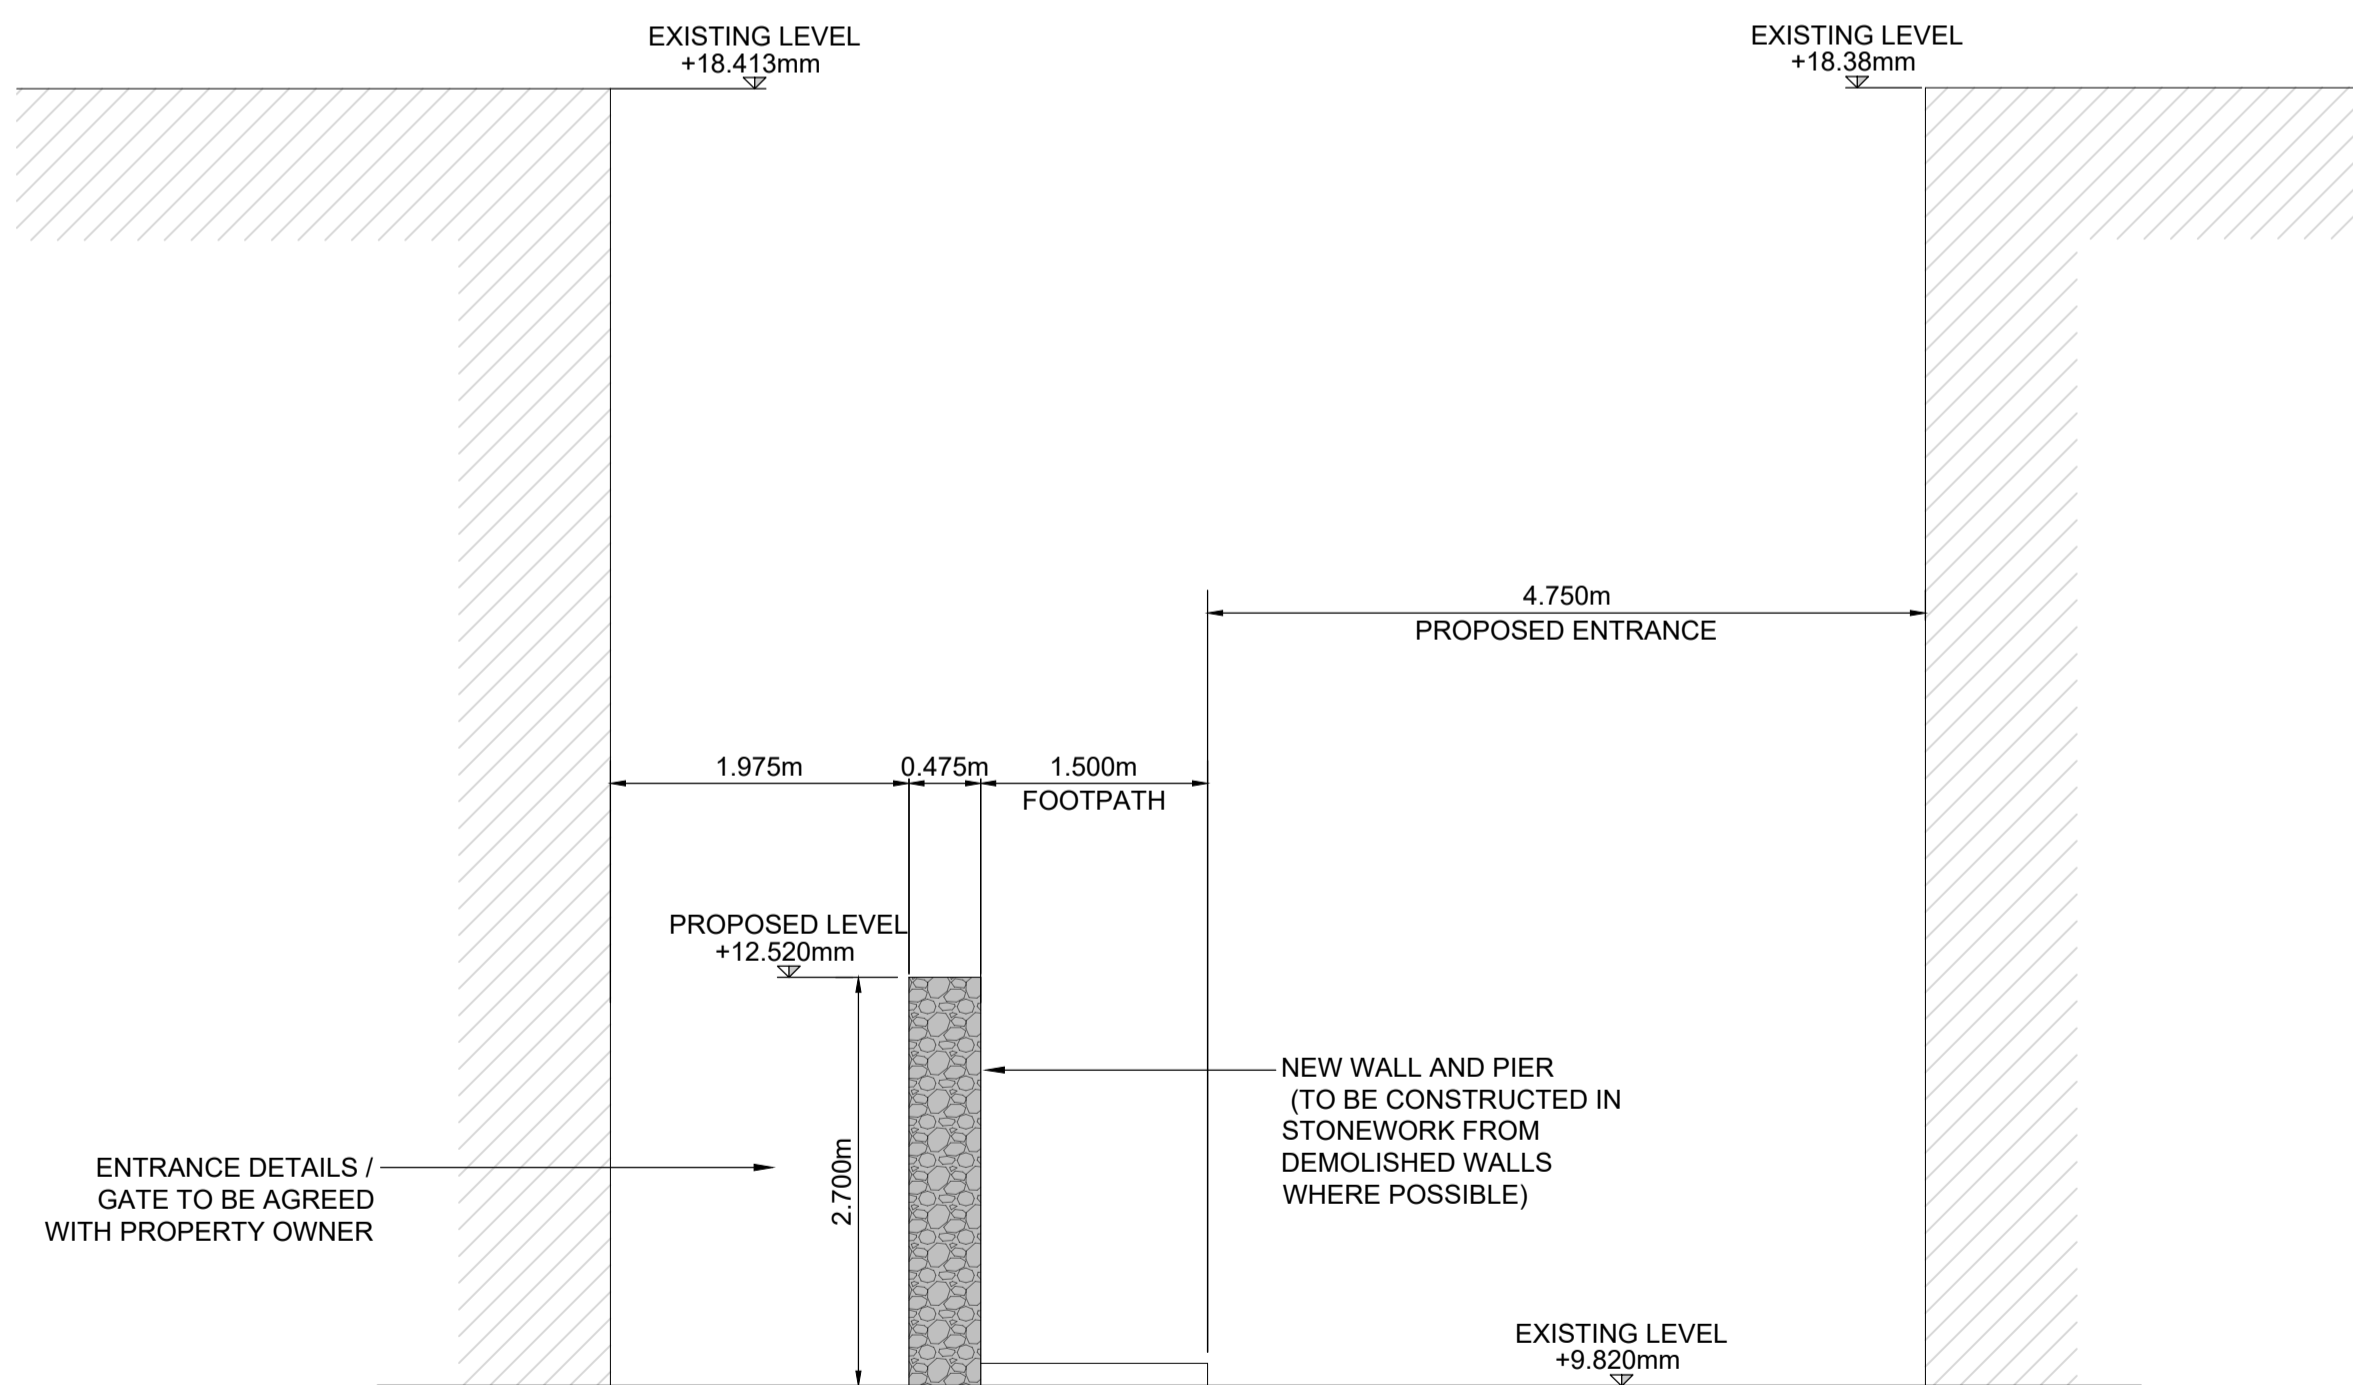 EXISTING LEVEL
+18.413mm
EXISTING LEVEL
+18.38mm
4.750m
PROPOSED ENTRANCE
1.975m
0.475m
1.500m
FOOTPATH
PROPOSED LEVEL
+12.520mm
2.700m
NEW WALL AND PIER
(TO BE CONSTRUCTED IN
STONEWORK FROM
DEMOLISHED WALLS
WHERE POSSIBLE)
ENTRANCE DETAILS /
GATE TO BE AGREED
WITH PROPERTY OWNER
EXISTING LEVEL
+9.820mm